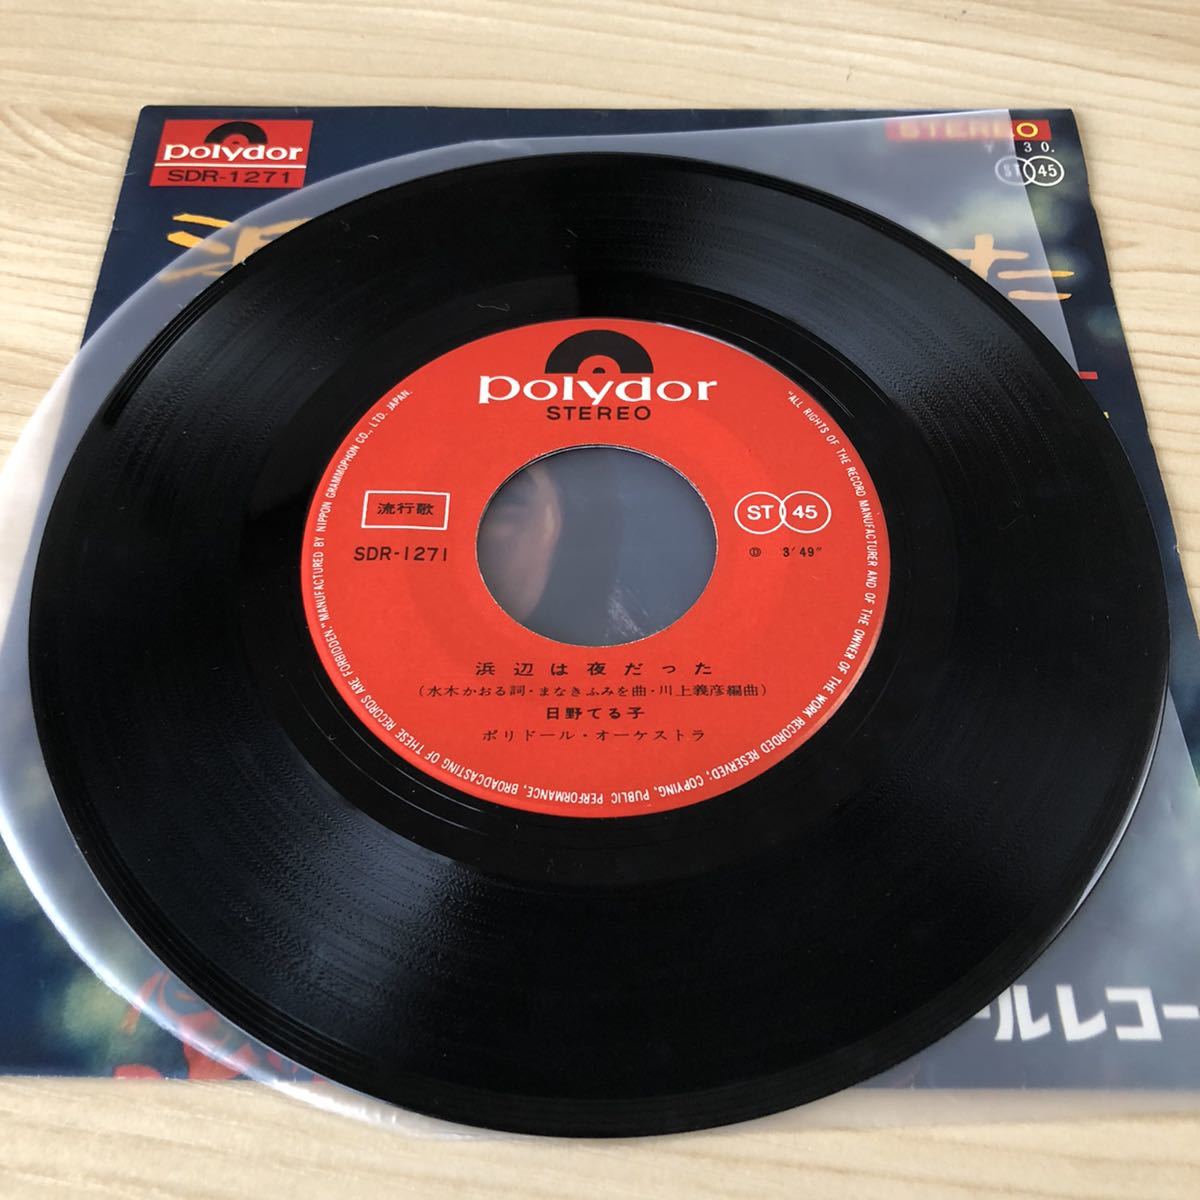 polydor
SDR-1271
STEREO
30.
ST 45
った
polydor
STEREO
流行歌
SDR-1271
ST 45
Ⓓ 3′49″
浜辺は夜だった
(水木かおる詞・まなきふみを曲・川上義彦編曲)
日野てる子
ポリドール・オーケストラ
"ALL RIGHTS OF THE RECORD MANUFACTURER AND OF THE OWNER OF THE WORK RECORDED RESERVED; COPYING, PUBLIC PERFORMANCE, BROADCASTING OF THESE RECORDS ARE FORBIDDEN." MANUFACTURED BY NIPPON GRAMMOPHON CO., LTD. JAPAN.
ールレコー